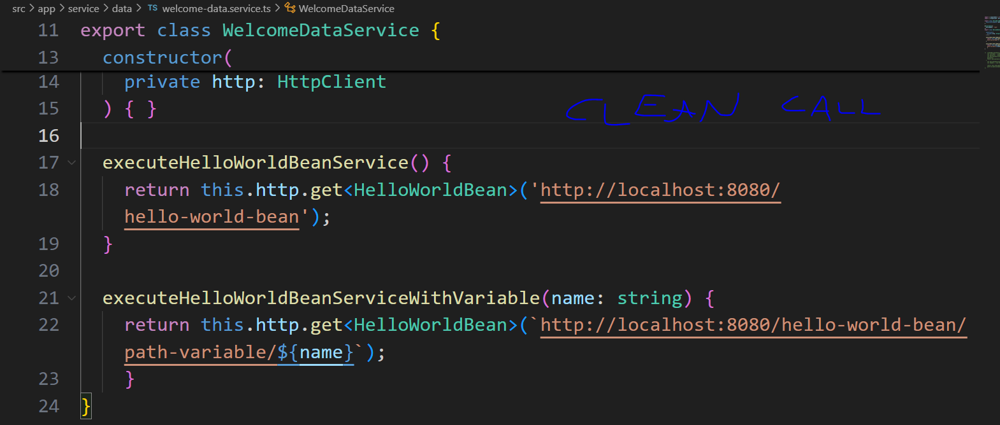 src > app > service > data > TS welcome-data.service.ts > WelcomeDataService
11 export class WelcomeDataService {
13 constructor(
14 private http: HttpClient
15 ) { }
CLEAN CALL
16
17 executeHelloWorldBeanService() {
18 return this.http.get<HelloWorldBean>('http://localhost:8080/
hello-world-bean');
19 }
20
21 executeHelloWorldBeanServiceWithVariable(name: string) {
22 return this.http.get<HelloWorldBean>(`http://localhost:8080/hello-world-bean/
path-variable/${name}`);
23 }
24 }